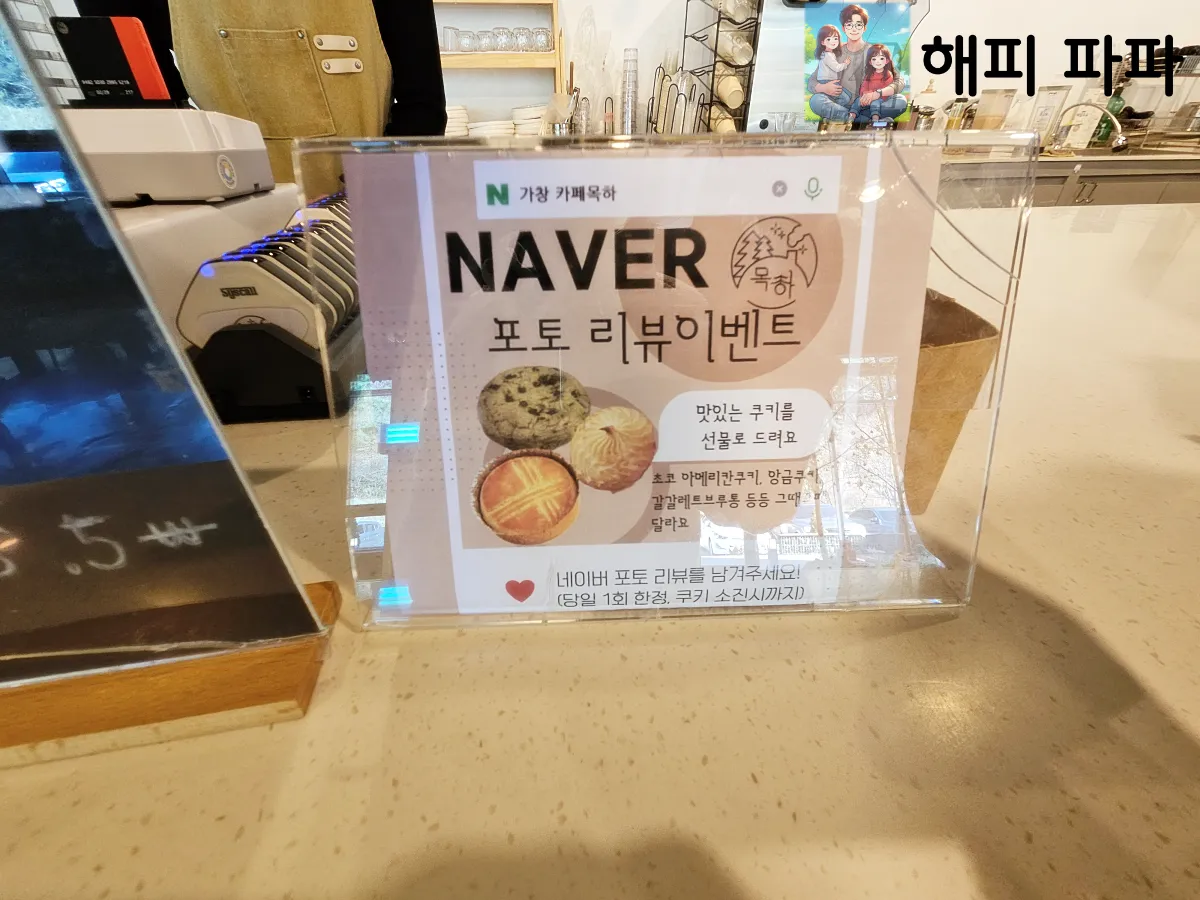 해피 파파
N 가창 카페목하
NAVER
목하
포토 리뷰이벤트
맛있는 쿠키를
선물로 드려요
초코 아메리칸쿠키, 앙금쿠키,
갈갈레트브루통 등등 그때
달라요
네이버 포토 리뷰를 남겨주세요!
(당일 1회 한정, 쿠키 소진시까지)
.5₩